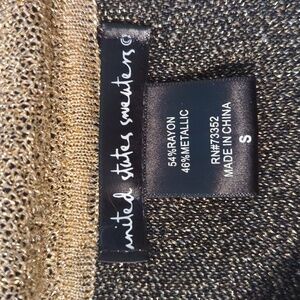 united states sweaters©
54%RAYON
46%METALLIC
RN#73352
MADE IN CHINA
S